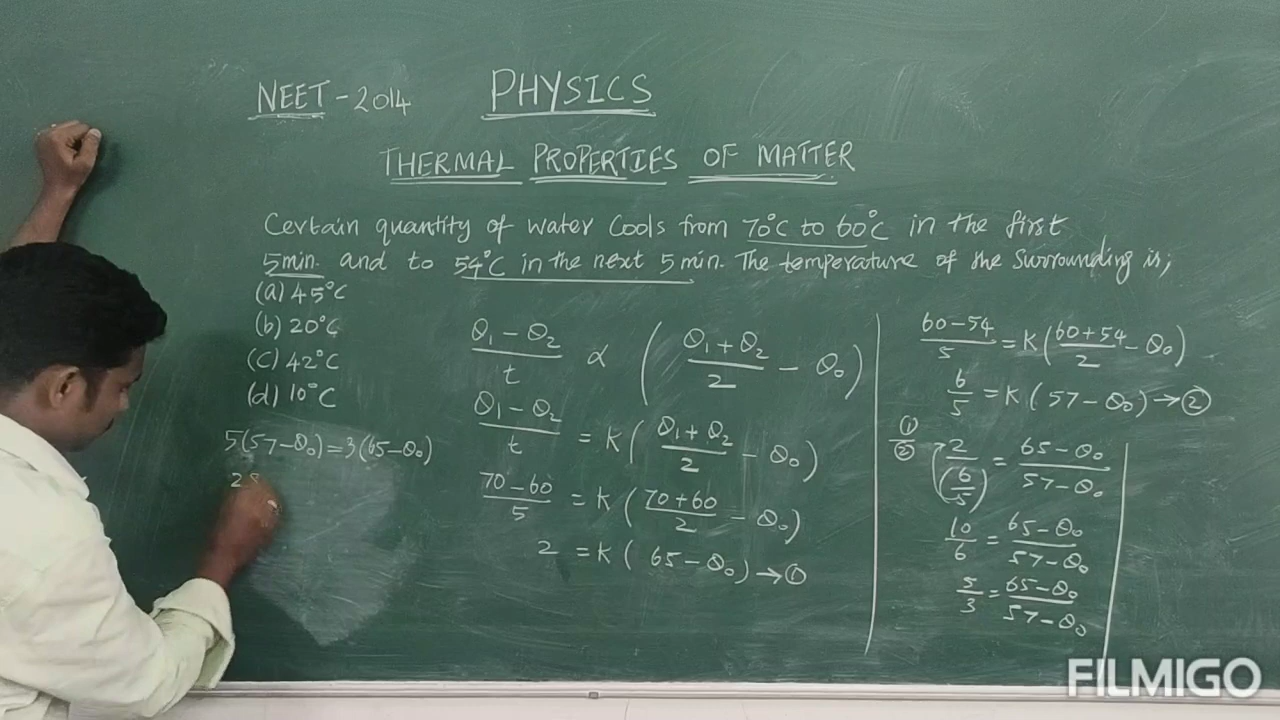 NEET - 2014
PHYSICS
THERMAL PROPERTIES OF MATTER
Certain quantity of water Cools from 70°C to 60°C in the first
5min. and to 54°C in the next 5 min. The temperature of the Surrounding is;
(a) 45°C
(b) 20°C
(c) 42°C
(d) 10°C
5(57-θ₀)=3(65-θ₀)
28
(θ₁-θ₂)/t ∝ ((θ₁+θ₂)/2 - θ₀)
(θ₁-θ₂)/t = K((θ₁+θ₂)/2 - θ₀)
(70-60)/5 = K((70+60)/2 - θ₀)
2 = K(65-θ₀) → ①
(60-54)/5 = K((60+54)/2 - θ₀)
6/5 = K(57-θ₀) → ②
①/② 2/(6/5) = (65-θ₀)/(57-θ₀)
10/6 = (65-θ₀)/(57-θ₀)
5/3 = (65-θ₀)/(57-θ₀)
FILMIGO